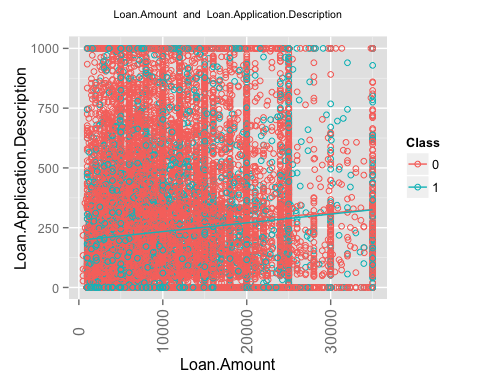 Loan.Amount and Loan.Application.Description
Loan.Application.Description
1000
750
500
250
0
0
10000
20000
30000
Loan.Amount
Class
0
1